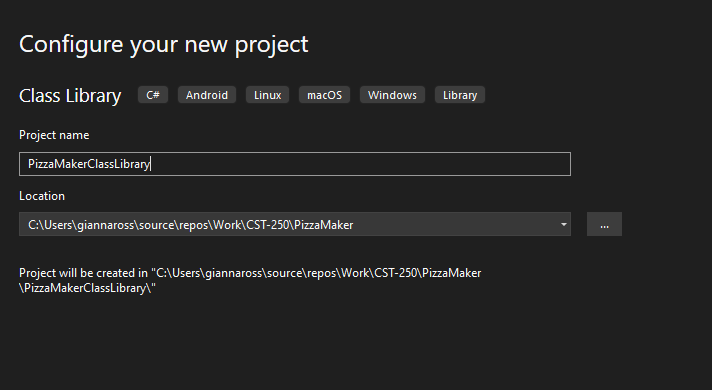 Configure your new project
Class Library C# Android Linux macOS Windows Library
Project name
PizzaMakerClassLibrary
Location
C:\Users\giannaross\source\repos\Work\CST-250\PizzaMaker ...
Project will be created in "C:\Users\giannaross\source\repos\Work\CST-250\PizzaMaker
\PizzaMakerClassLibrary\"